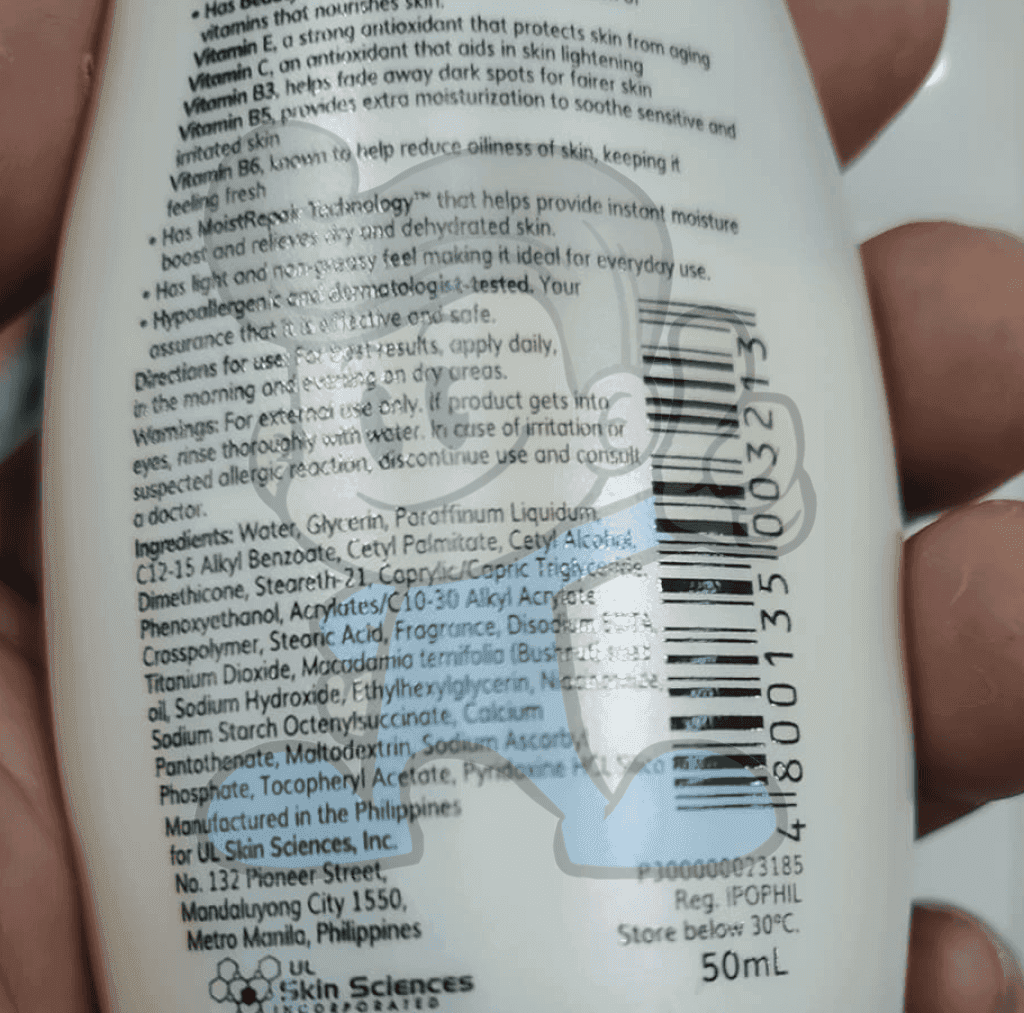 • Has
vitamins that nourishes skin.
Vitamin E, a strong antioxidant that protects skin from aging
Vitamin C, an antioxidant that aids in skin lightening
Vitamin B3, helps fade away dark spots for fairer skin
Vitamin B5, provides extra moisturization to soothe sensitive and
irritated skin
Vitamin B6, known to help reduce oiliness of skin, keeping it
feeling fresh
• Has MoistRepair Technology™ that helps provide instant moisture
boost and relieves dry and dehydrated skin.
• Has light and non-greasy feel making it ideal for everyday use.
• Hypoallergenic and dermatologist-tested. Your
assurance that it is effective and safe.
Directions for use: For best results, apply daily,
in the morning and evening on dry areas.
Warnings: For external use only. If product gets into
eyes, rinse thoroughly with water. In case of irritation or
suspected allergic reaction, discontinue use and consult
a doctor.
Ingredients: Water, Glycerin, Paraffinum Liquidum,
C12-15 Alkyl Benzoate, Cetyl Palmitate, Cetyl Alcohol,
Dimethicone, Steareth-21, Caprylic/Capric Triglyceride,
Phenoxyethanol, Acrylates/C10-30 Alkyl Acrylate
Crosspolymer, Stearic Acid, Fragrance, Disodium EDTA,
Titanium Dioxide, Macadamia ternifolia (Bushnut) seed
oil, Sodium Hydroxide, Ethylhexylglycerin, Niacinamide,
Sodium Starch Octenylsuccinate, Calcium
Pantothenate, Maltodextrin, Sodium Ascorbyl
Phosphate, Tocopheryl Acetate, Pyridoxine HCL
Manufactured in the Philippines
for UL Skin Sciences, Inc.
No. 132 Pioneer Street,
Mandaluyong City 1550,
Metro Manila, Philippines
UL
Skin Sciences
INCORPORATED
4 800135 003213
P300000023185
Reg. IPOPHIL
Store below 30°C.
50mL